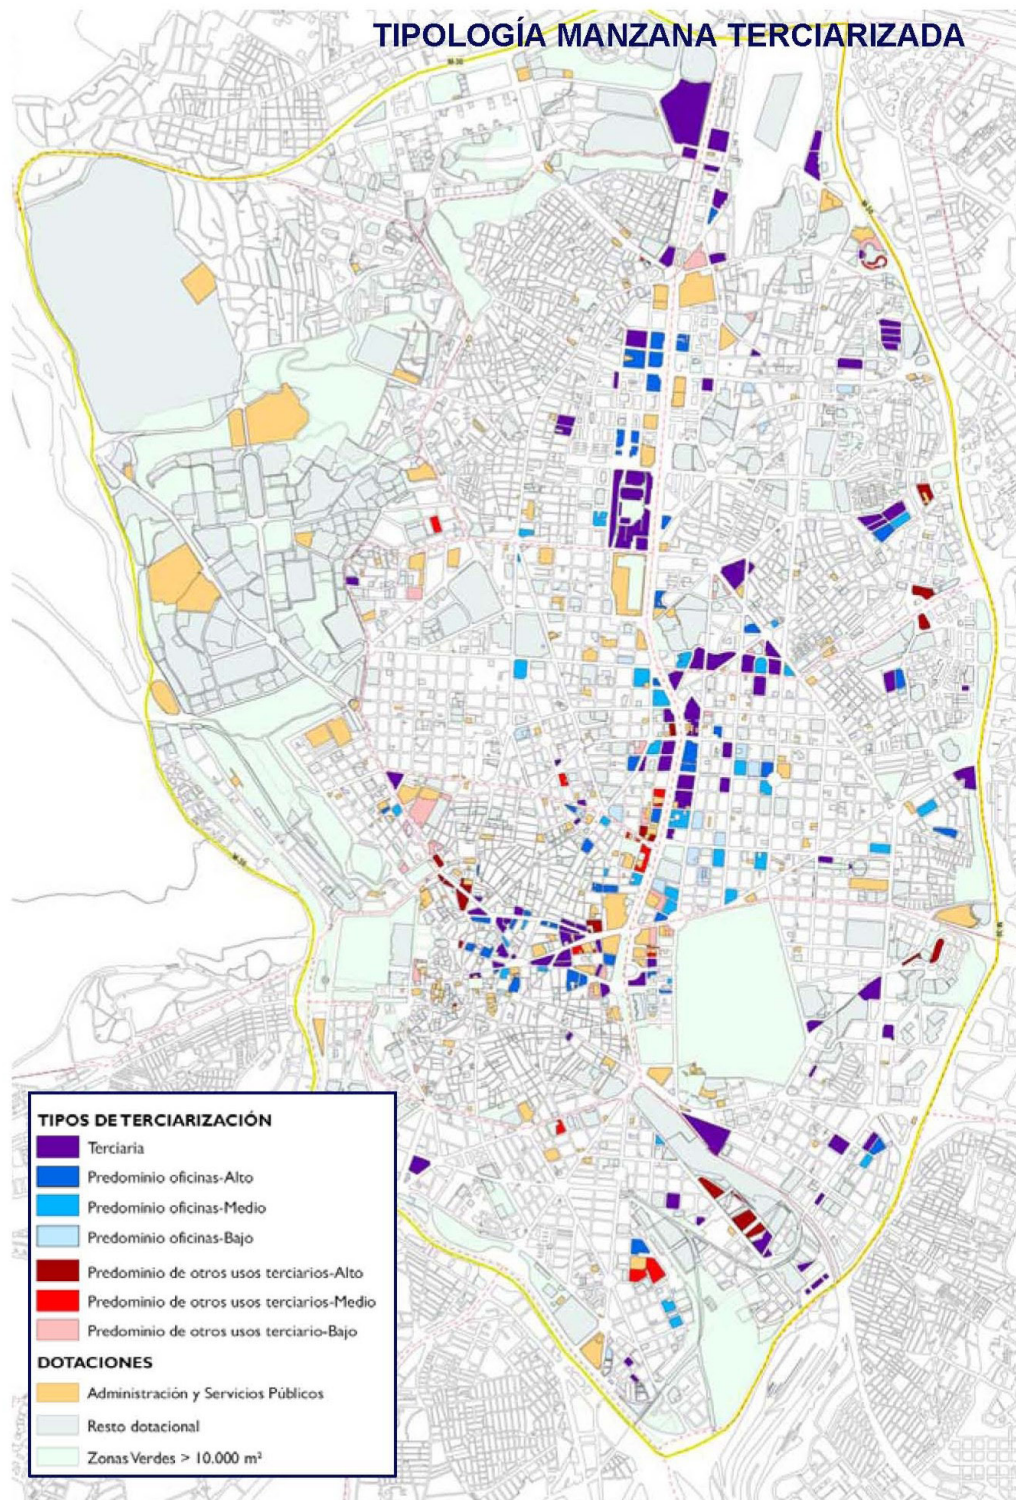 TIPOLOGÍA MANZANA TERCIARIZADA
M-30
M-30
M-30
M-30
TIPOS DE TERCIARIZACIÓN
Terciaria
Predominio oficinas-Alto
Predominio oficinas-Medio
Predominio oficinas-Bajo
Predominio de otros usos terciarios-Alto
Predominio de otros usos terciarios-Medio
Predominio de otros usos terciario-Bajo
DOTACIONES
Administración y Servicios Públicos
Resto dotacional
Zonas Verdes > 10.000 m²